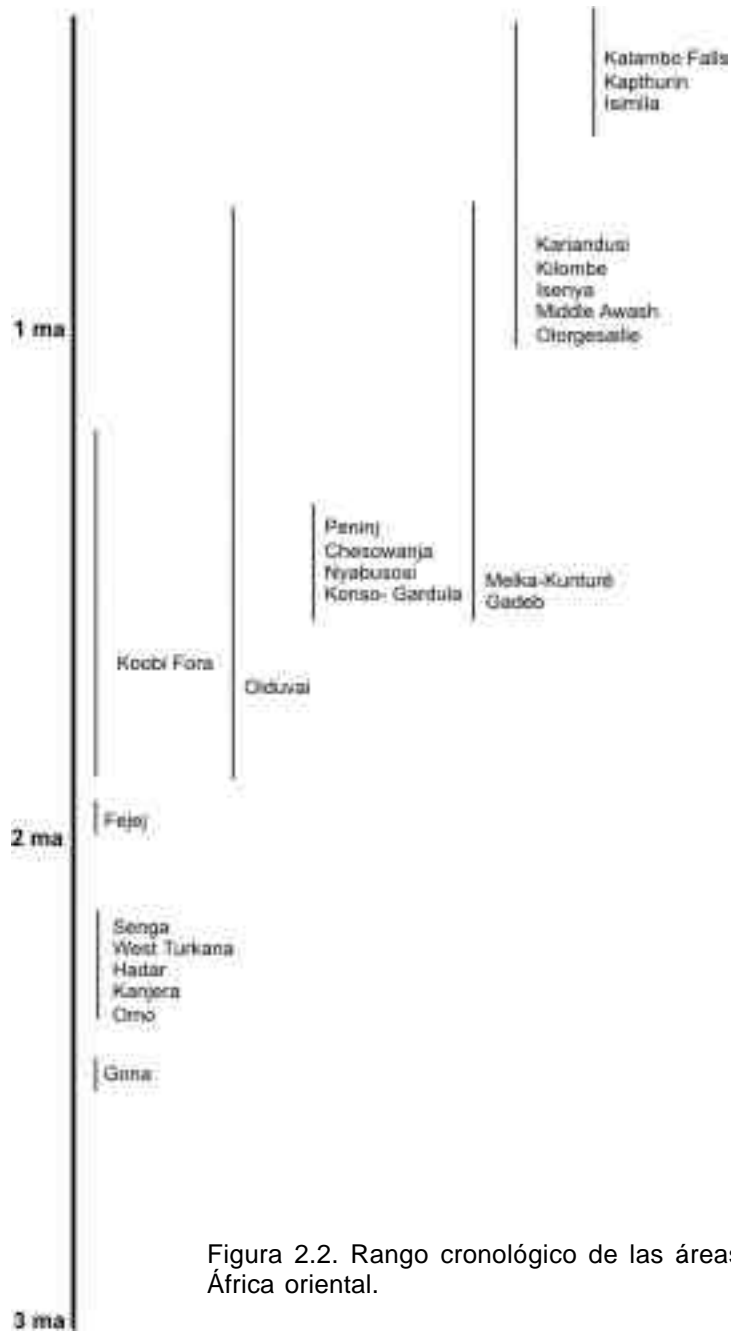 Kalambo Falls
Kapthurin
Isimila
Kariandusi
Kilombe
Isenya
Middle Awash
Olorgesailie
1 ma
Peninj
Chesowanja
Nyabusosi
Konso- Gardula
Melka-Kunturé
Gadeb
Koobi Fora
Olduvai
Fejej
2 ma
Senga
West Turkana
Hadar
Kanjera
Omo
Gona
Figura 2.2. Rango cronológico de las áreas
África oriental.
3 ma